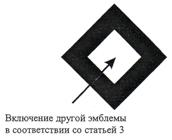 Включение другой эмблемы
в соответствии со статьей 3